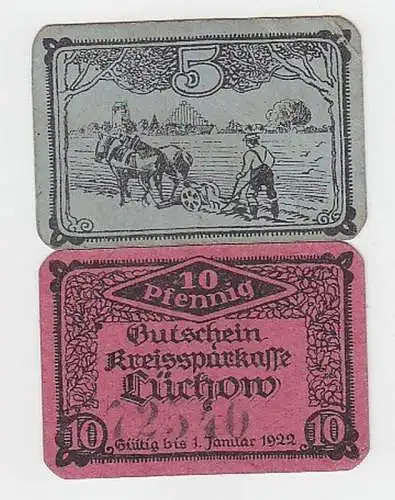 5
10
Pfennig
Gutschein
Kreissparkasse
Lüchow
72540
10 Gültig bis 1. Januar 1922 10